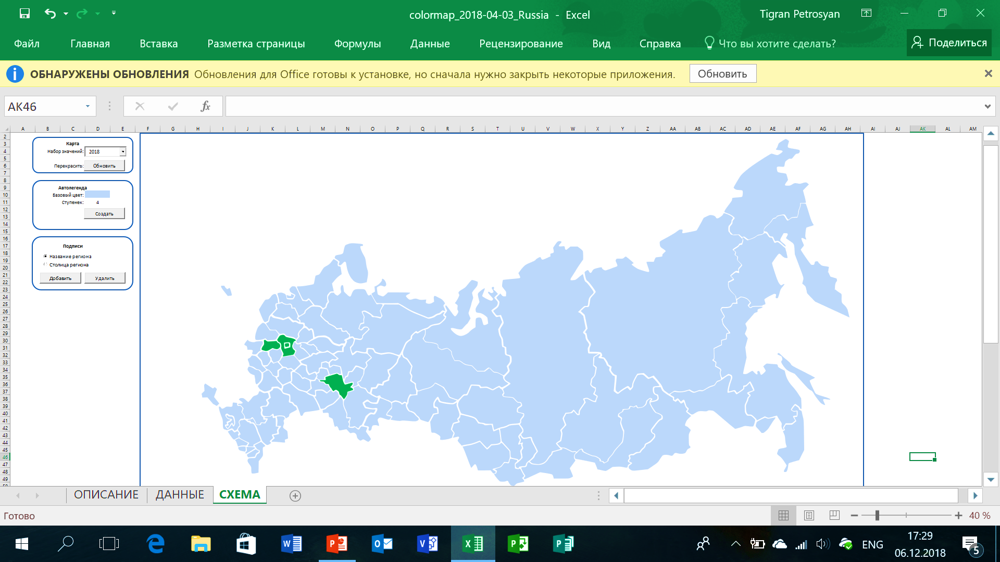 colormap_2018-04-03_Russia - Excel
Tigran Petrosyan
Файл Главная Вставка Разметка страницы Формулы Данные Рецензирование Вид Справка Что вы хотите сделать? Поделиться
ОБНАРУЖЕНЫ ОБНОВЛЕНИЯ Обновления для Office готовы к установке, но сначала нужно закрыть некоторые приложения. Обновить
AK46 fx
A B C D E F G H I J K L M N O P Q R S T U V W X Y Z AA AB AC AD AE AF AG AH AI AJ AK AL AM
2
3
4
5
6
7
8
9
10
11
12
13
14
15
16
17
18
19
20
21
22
23
24
25
26
27
28
29
30
31
32
33
34
35
36
37
38
39
40
41
42
43
44
45
46
47
48
49
Карта
Набор значений: 2018
Перекрасить: Обновить
Автолегенда
Базовый цвет:
Ступенек: 4
Создать
Подписи
Название региона
Столица региона
Добавить Удалить
ОПИСАНИЕ ДАННЫЕ СХЕМА
Готово
40 %
ENG
17:29
06.12.2018
5